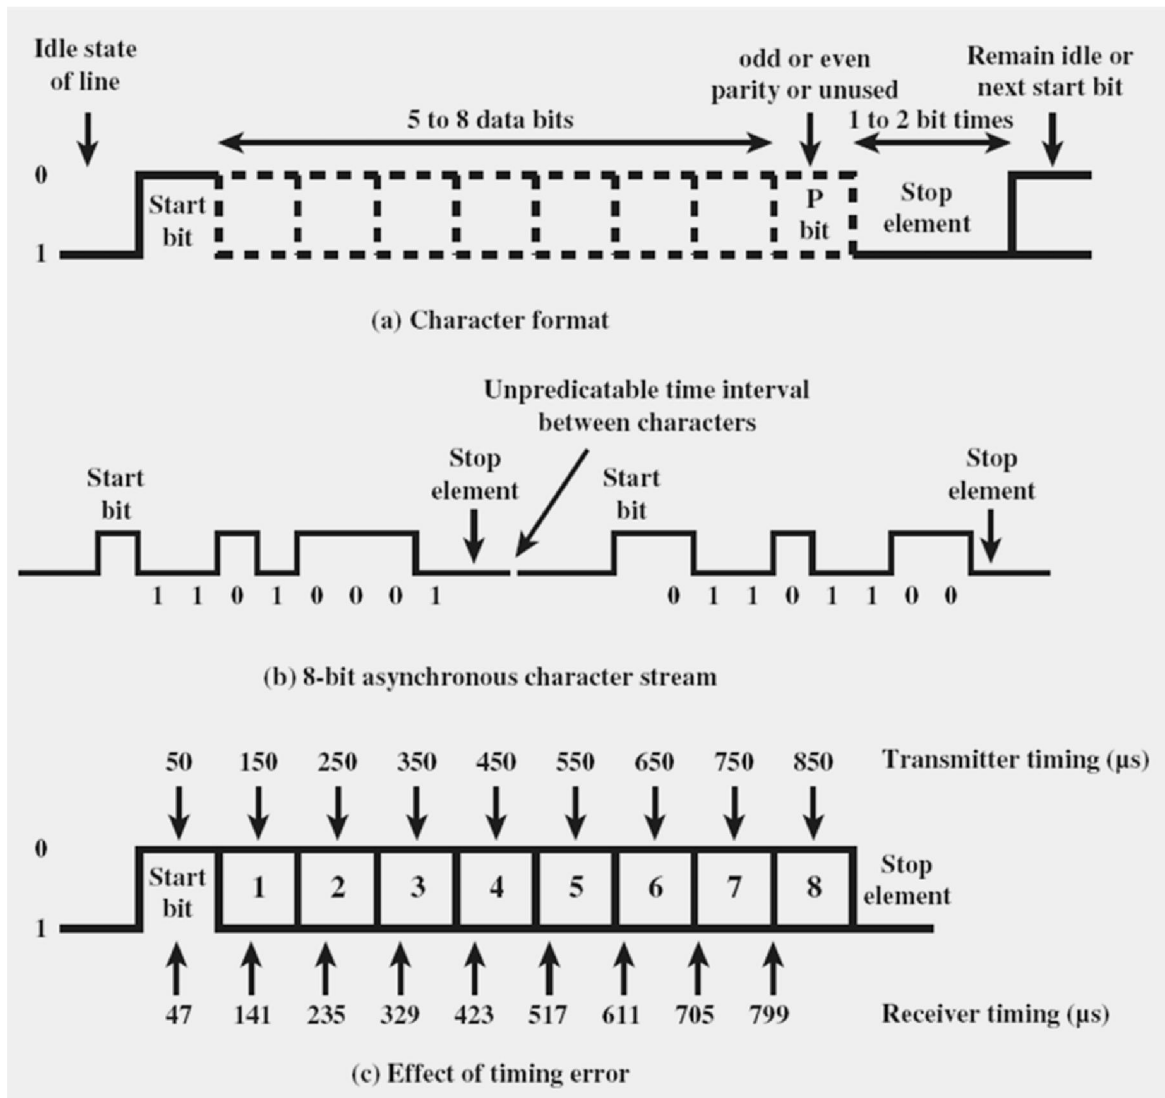 Idle state
of line
odd or even
parity or unused
Remain idle or
next start bit
5 to 8 data bits
1 to 2 bit times
0
1
Start
bit
P
bit
Stop
element
(a) Character format
Unpredicatable time interval
between characters
Start
bit
Stop
element
Start
bit
Stop
element
1 1 0 1 0 0 0 1
0 1 1 0 1 1 0 0
(b) 8-bit asynchronous character stream
50 150 250 350 450 550 650 750 850 Transmitter timing (μs)
0
1
Start
bit
1 2 3 4 5 6 7 8
Stop
element
47 141 235 329 423 517 611 705 799 Receiver timing (μs)
(c) Effect of timing error